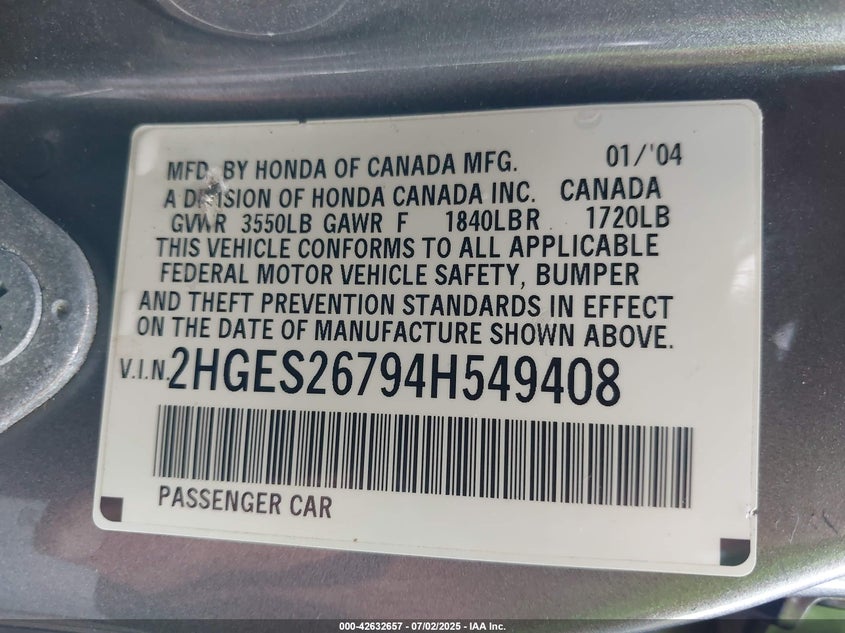 MFD. BY HONDA OF CANADA MFG. 01/'04
A DIVISION OF HONDA CANADA INC. CANADA
GVWR 3550LB GAWR F 1840LB R 1720LB
THIS VEHICLE CONFORMS TO ALL APPLICABLE
FEDERAL MOTOR VEHICLE SAFETY, BUMPER
AND THEFT PREVENTION STANDARDS IN EFFECT
ON THE DATE OF MANUFACTURE SHOWN ABOVE.
V.I.N. 2HGES26794H549408
PASSENGER CAR
000-42632657 - 07/02/2025 - IAA Inc.